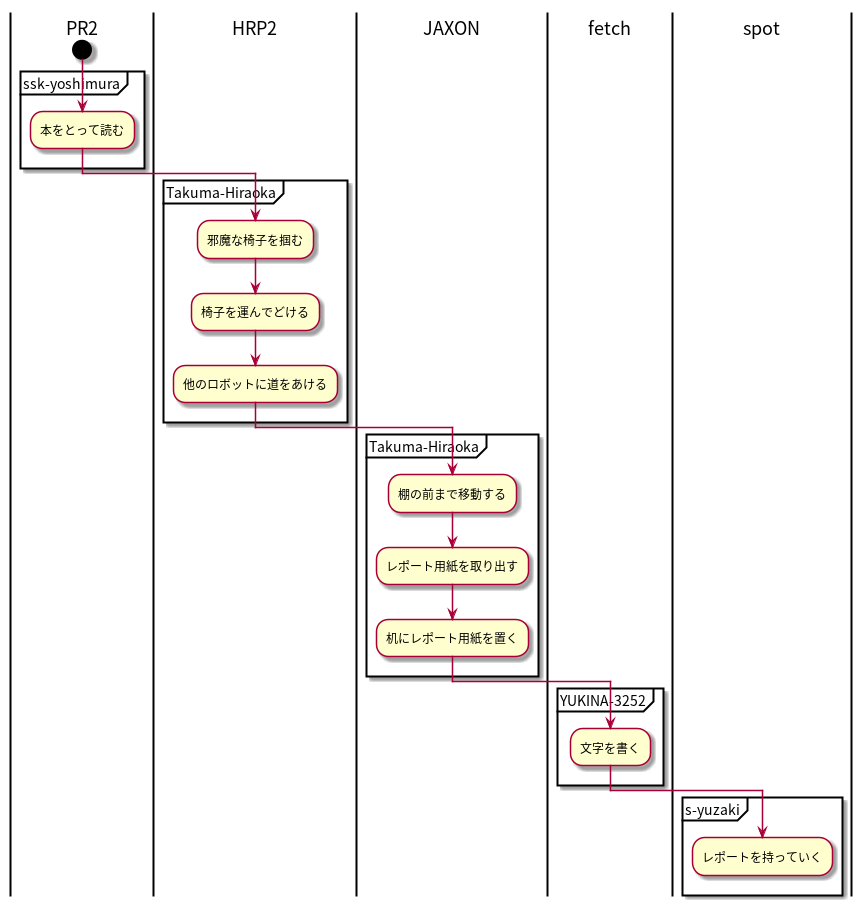 PR2
HRP2
JAXON
fetch
spot
ssk-yoshimura
本をとって読む
Takuma-Hiraoka
邪魔な椅子を掴む
椅子を運んでどける
他のロボットに道をあける
Takuma-Hiraoka
棚の前まで移動する
レポート用紙を取り出す
机にレポート用紙を置く
YUKINA-3252
文字を書く
s-yuzaki
レポートを持っていく